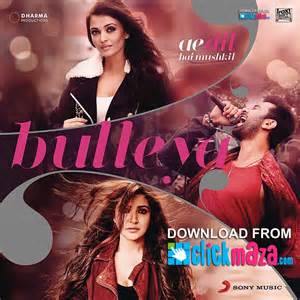 DHARMA
PRODUCTIONS
ae dil
hai mushkil
bulleya
DOWNLOAD FROM
clickmaza.com
SONY MUSIC